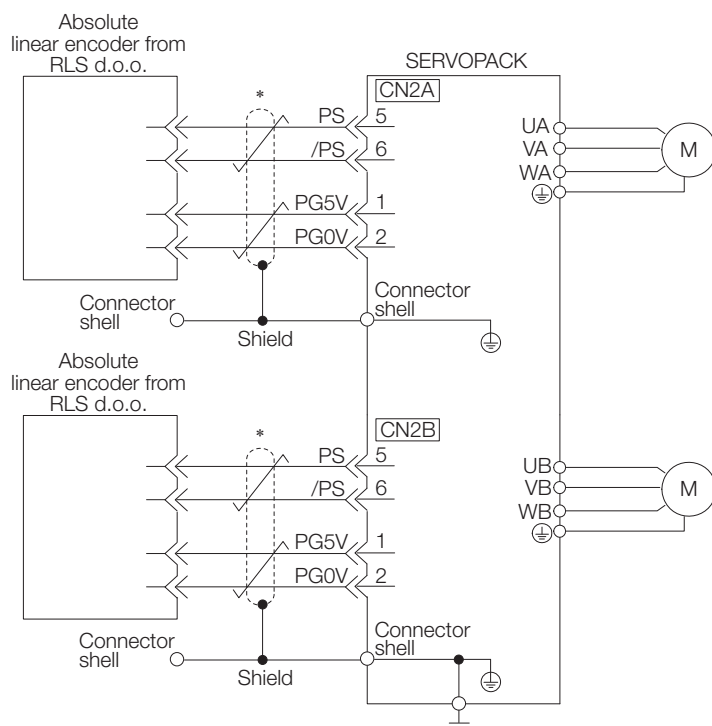 Absolute
linear encoder from
RLS d.o.o.
SERVOPACK
*
CN2A
PS
5
/PS
6
PG5V
1
PG0V
2
UA
VA
WA
M
Connector
shell
Connector
shell
Shield
Absolute
linear encoder from
RLS d.o.o.
*
CN2B
PS
5
/PS
6
PG5V
1
PG0V
2
UB
VB
WB
M
Connector
shell
Connector
shell
Shield